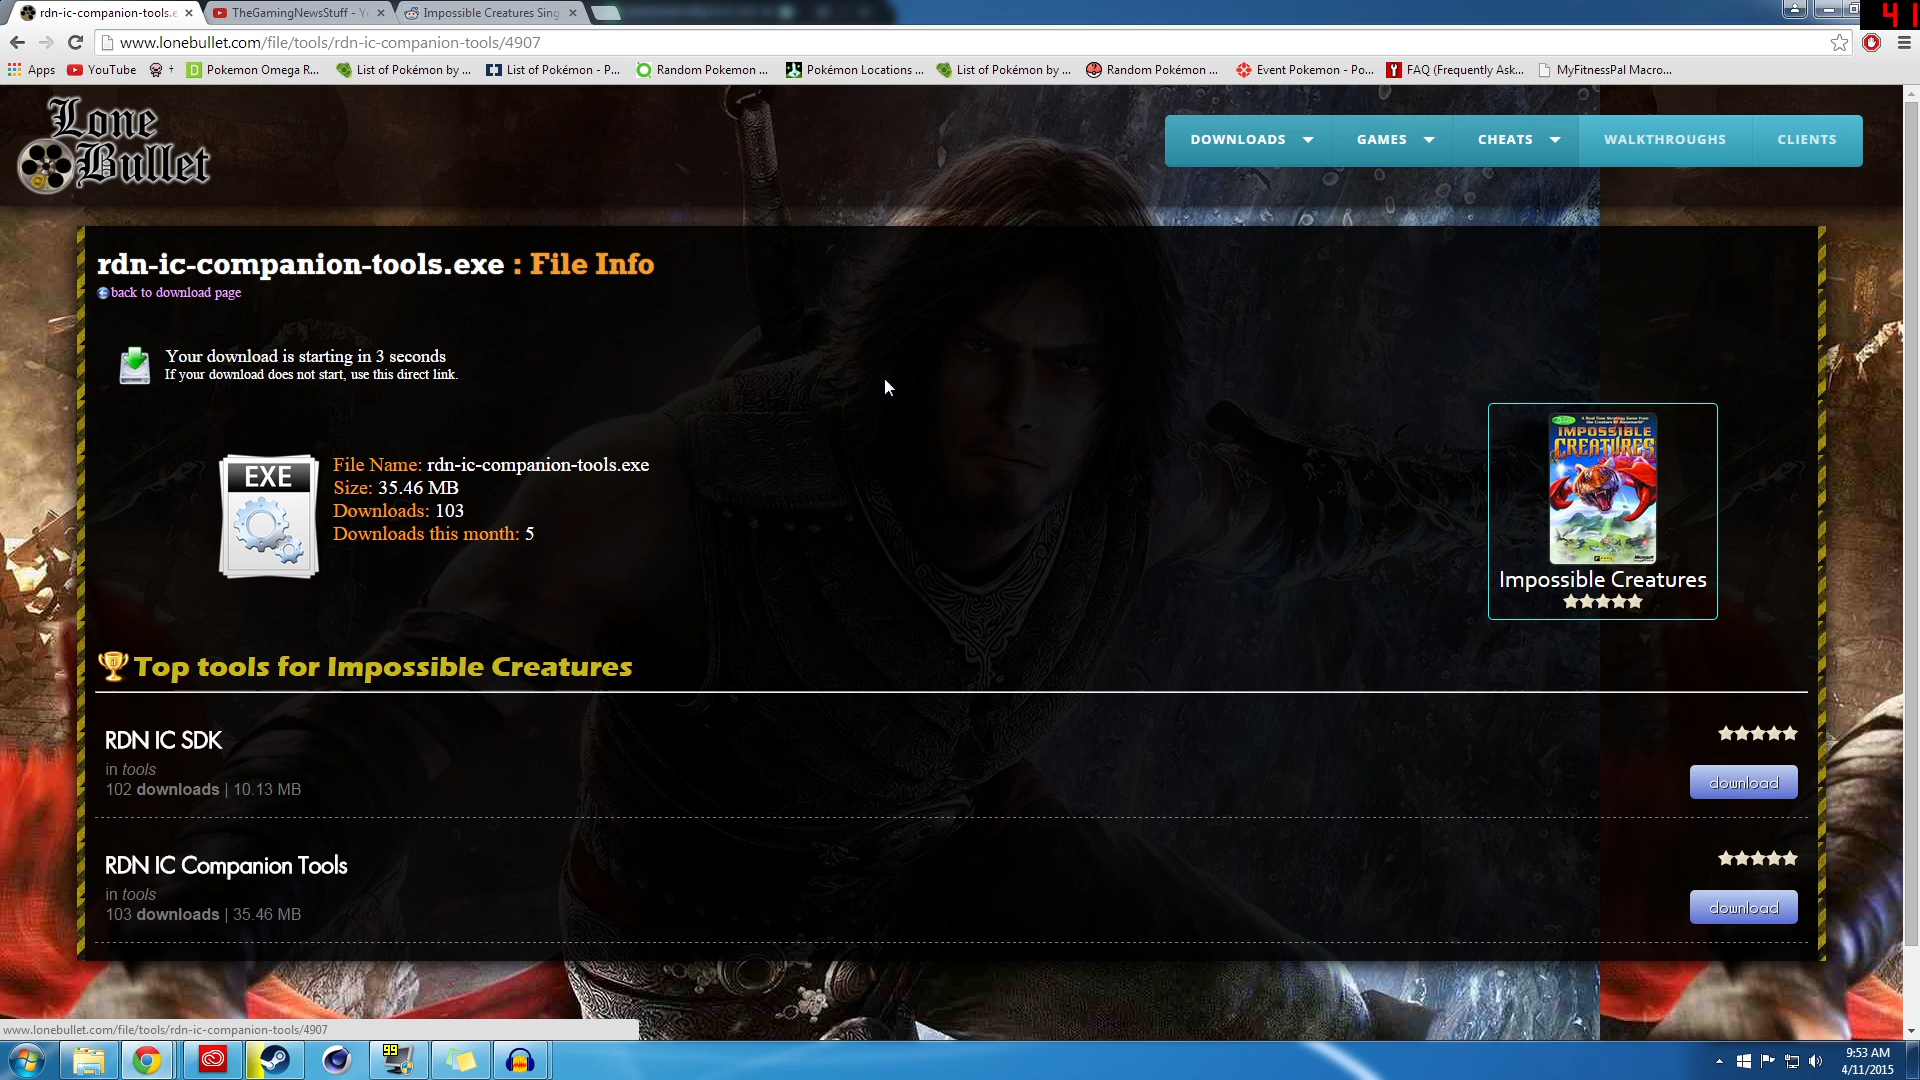 rdn-ic-companion-tools.e
TheGamingNewsStuff - Y
Impossible Creatures Sing
41
www.lonebullet.com/file/tools/rdn-ic-companion-tools/4907
Apps
YouTube
Pokemon Omega R...
List of Pokémon by ...
List of Pokémon - P...
Random Pokemon ...
Pokémon Locations ...
List of Pokémon by ...
Random Pokémon ...
Event Pokemon - Po...
FAQ (Frequently Ask...
MyFitnessPal Macro...
Lone
Bullet
DOWNLOADS
GAMES
CHEATS
WALKTHROUGHS
CLIENTS
rdn-ic-companion-tools.exe : File Info
back to download page
Your download is starting in 3 seconds
If your download does not start, use this direct link.
EXE
File Name: rdn-ic-companion-tools.exe
Size: 35.46 MB
Downloads: 103
Downloads this month: 5
IMPOSSIBLE
CREATURES
Impossible Creatures
Top tools for Impossible Creatures
RDN IC SDK
in tools
102 downloads | 10.13 MB
download
RDN IC Companion Tools
in tools
103 downloads | 35.46 MB
download
www.lonebullet.com/file/tools/rdn-ic-companion-tools/4907
99
9:53 AM
4/11/2015